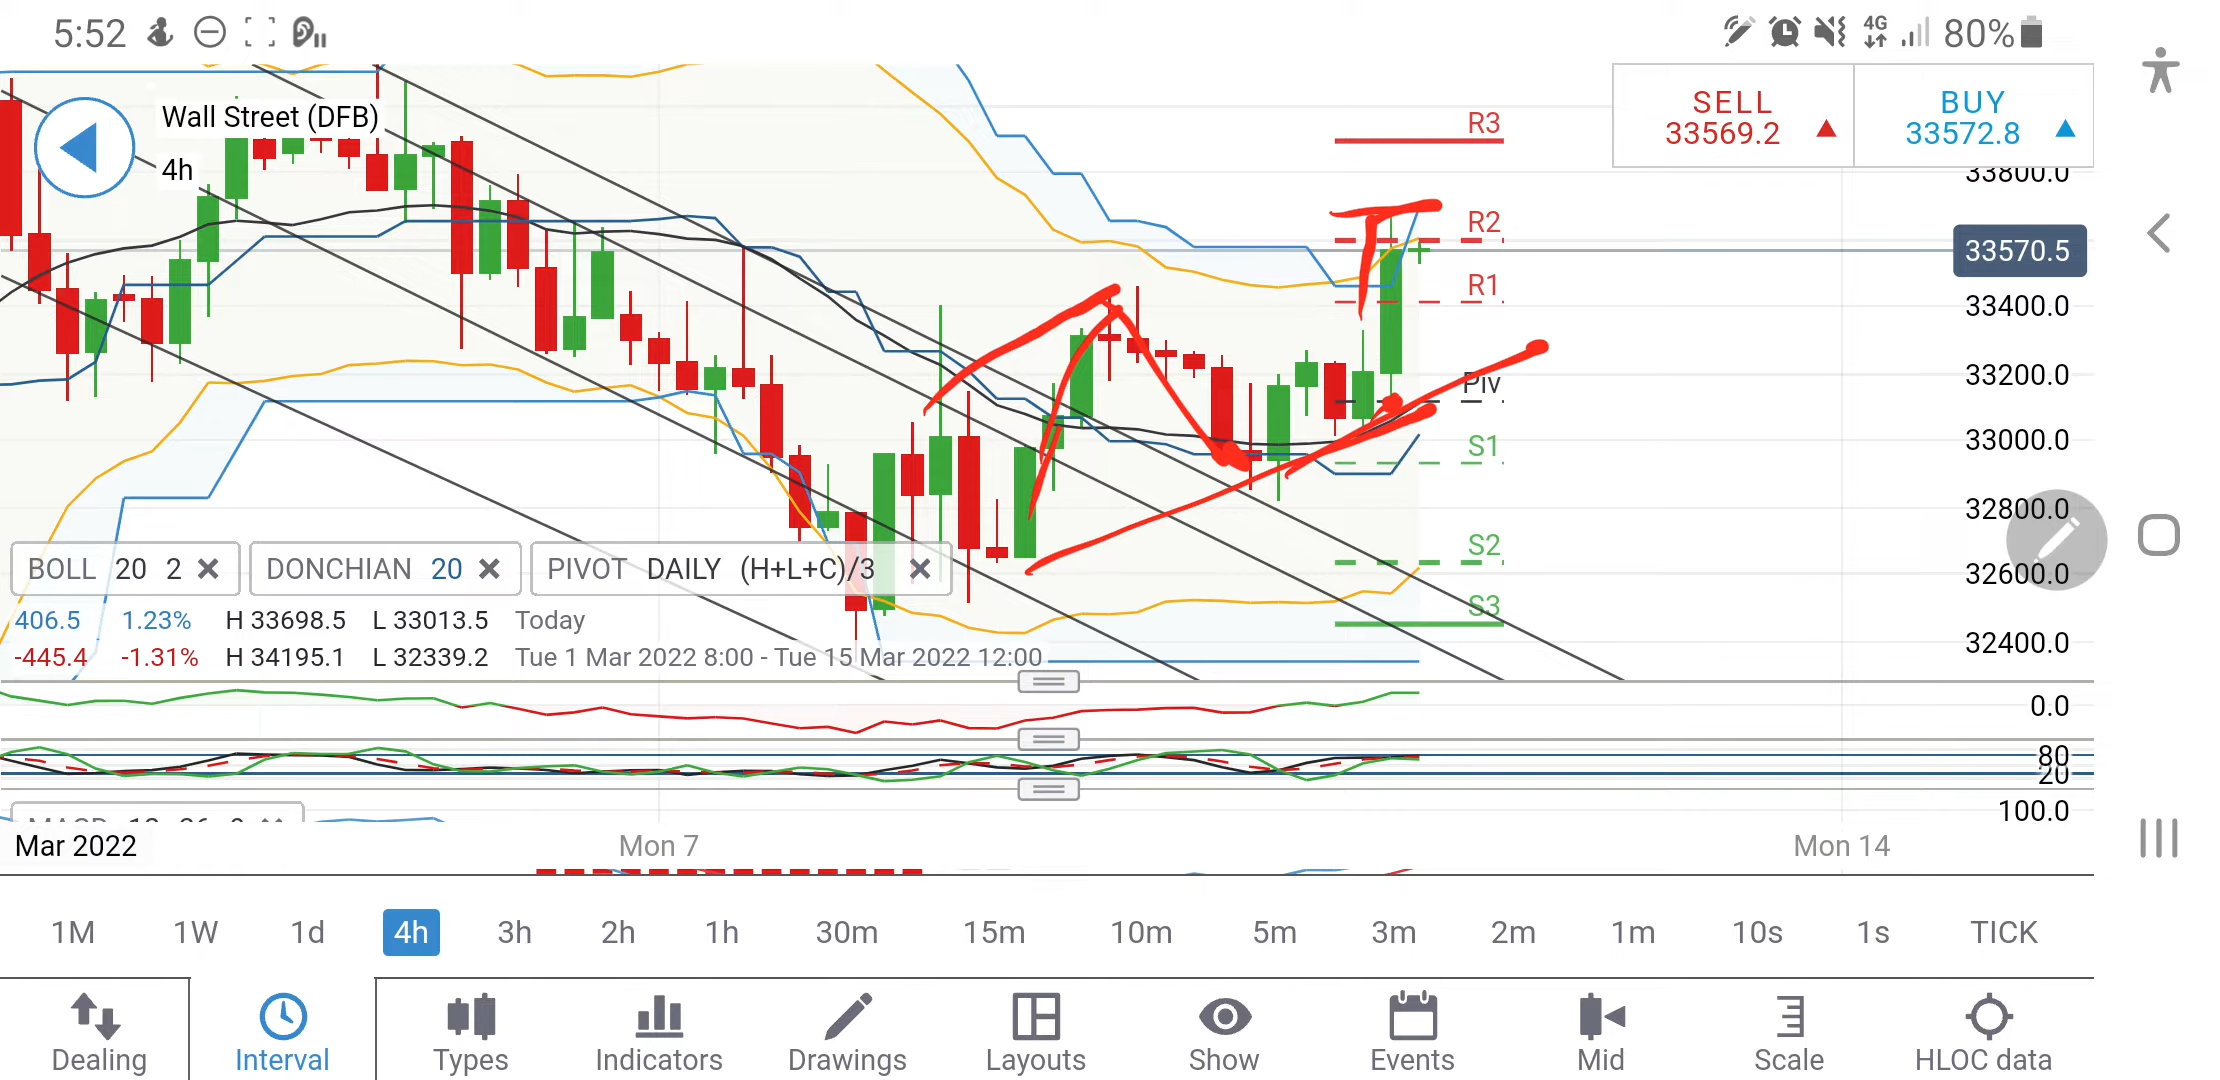 5:52
4G
80%
Wall Street (DFB)
4h
SELL
33569.2
BUY
33572.8
R3
33800.0
R2
33570.5
R1
33400.0
33200.0
Piv
33000.0
S1
32800.0
S2
32600.0
S3
32400.0
BOLL 20 2
DONCHIAN 20
PIVOT DAILY (H+L+C)/3
406.5 1.23% H 33698.5 L 33013.5 Today
-445.4 -1.31% H 34195.1 L 32339.2 Tue 1 Mar 2022 8:00 - Tue 15 Mar 2022 12:00
0.0
80
20
100.0
Mar 2022
Mon 7
Mon 14
1M 1W 1d 4h 3h 2h 1h 30m 15m 10m 5m 3m 2m 1m 10s 1s TICK
Dealing Interval Types Indicators Drawings Layouts Show Events Mid Scale HLOC data